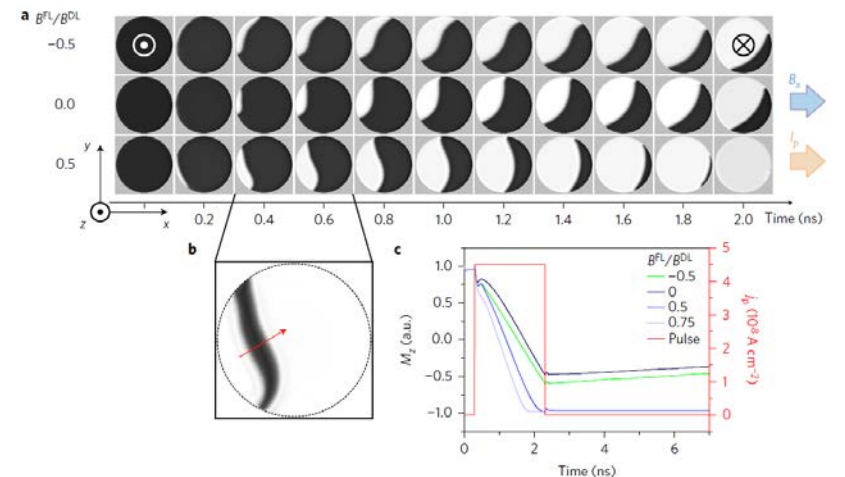 a B^FL/B^DL
−0.5
0.0
0.5
B_x
I_p
y
z
x
0.2 0.4 0.6 0.8 1.0 1.2 1.4 1.6 1.8 2.0 Time (ns)
b
c
B^FL/B^DL
−0.5
0
0.5
0.75
Pulse
1.0
0.5
0.0
−0.5
−1.0
M_z (a.u.)
5
4
3
2
1
0
j_p (10^8 A cm^−2)
0 2 4 6
Time (ns)